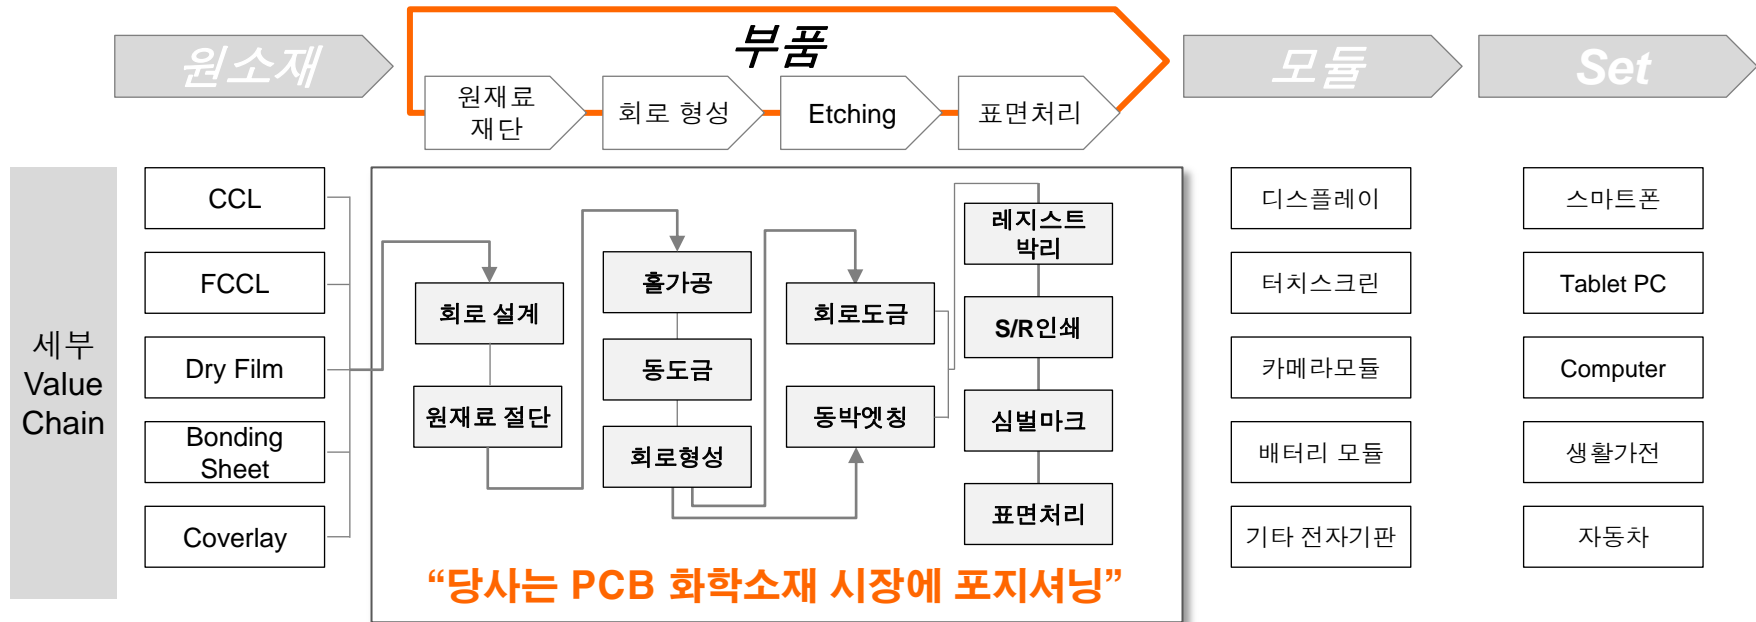 원소재
부품
모듈
Set
원재료
재단
회로 형성
Etching
표면처리
세부
Value
Chain
CCL
FCCL
Dry Film
Bonding
Sheet
Coverlay
회로 설계
원재료 절단
홀가공
동도금
회로형성
회로도금
동박엣칭
레지스트
박리
S/R인쇄
심벌마크
표면처리
“당사는 PCB 화학소재 시장에 포지셔닝”
디스플레이
터치스크린
카메라모듈
배터리 모듈
기타 전자기판
스마트폰
Tablet PC
Computer
생활가전
자동차